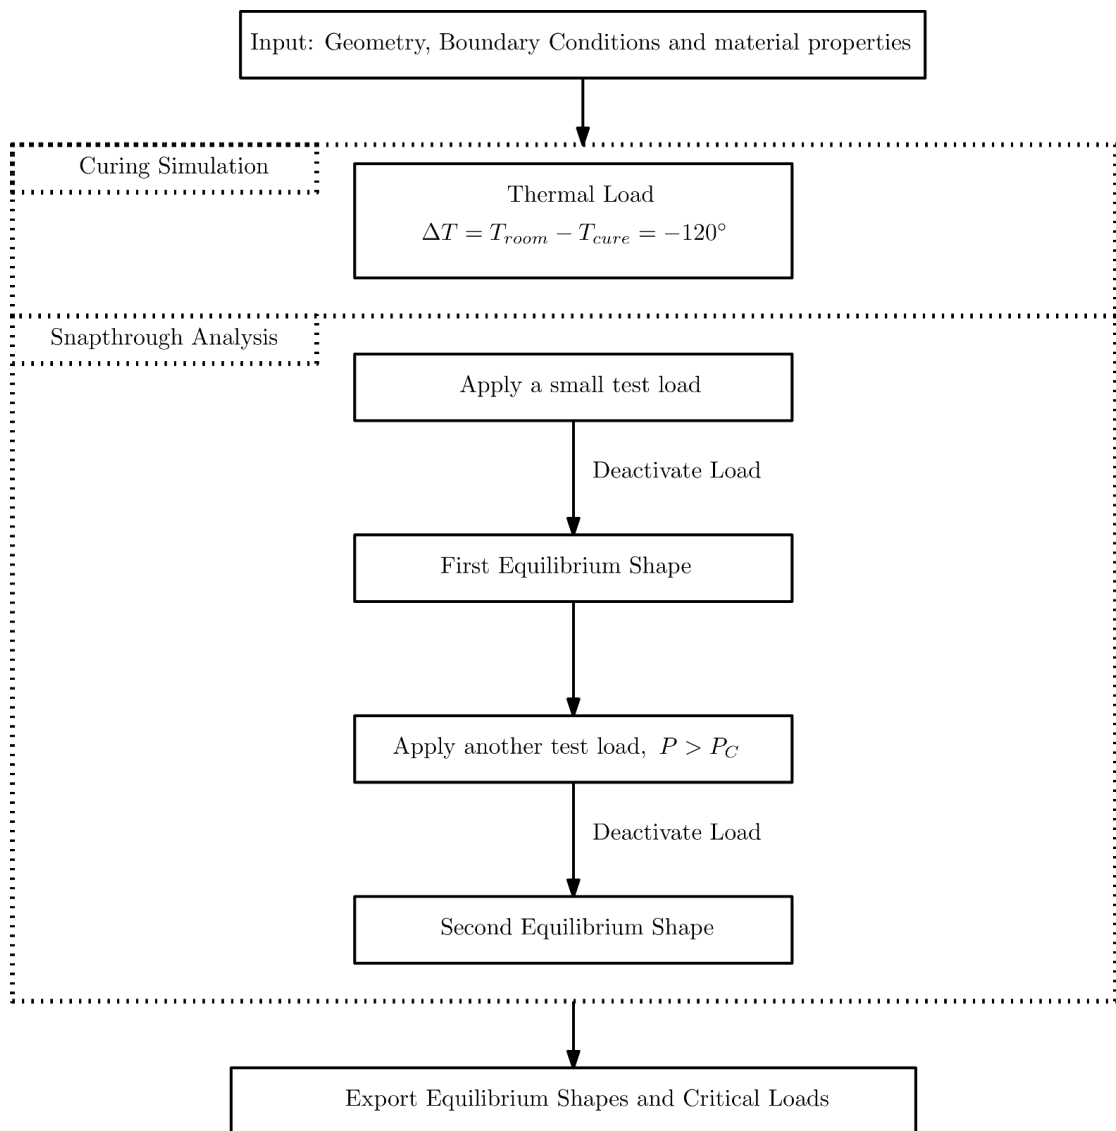 Input: Geometry, Boundary Conditions and material properties
Curing Simulation
Thermal Load
ΔT = T_room − T_cure = −120°
Snapthrough Analysis
Apply a small test load
Deactivate Load
First Equilibrium Shape
Apply another test load, P > P_C
Deactivate Load
Second Equilibrium Shape
Export Equilibrium Shapes and Critical Loads